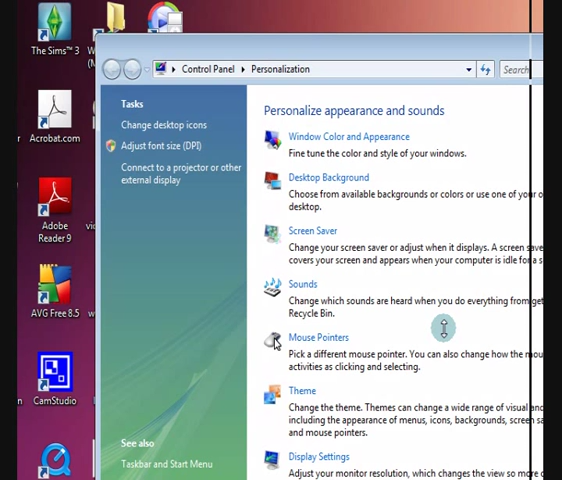 The Sims™ 3
Control Panel
Personalization
Search
Tasks
Personalize appearance and sounds
Change desktop icons
Window Color and Appearance
Acrobat.com
Adjust font size (DPI)
Fine tune the color and style of your windows.
Connect to a projector or other
external display
Desktop Background
Choose from available backgrounds or colors or use one of your o
desktop.
Adobe
Reader 9
Screen Saver
Change your screen saver or adjust when it displays. A screen save
covers your screen and appears when your computer is idle for a s
Sounds
Change which sounds are heard when you do everything from get
Recycle Bin.
AVG Free 8.5
Mouse Pointers
Pick a different mouse pointer. You can also change how the mou
activities as clicking and selecting.
CamStudio
Theme
Change the theme. Themes can change a wide range of visual and
including the appearance of menus, icons, backgrounds, screen sa
and mouse pointers.
See also
Taskbar and Start Menu
Display Settings
Adjust your monitor resolution, which changes the view so more o